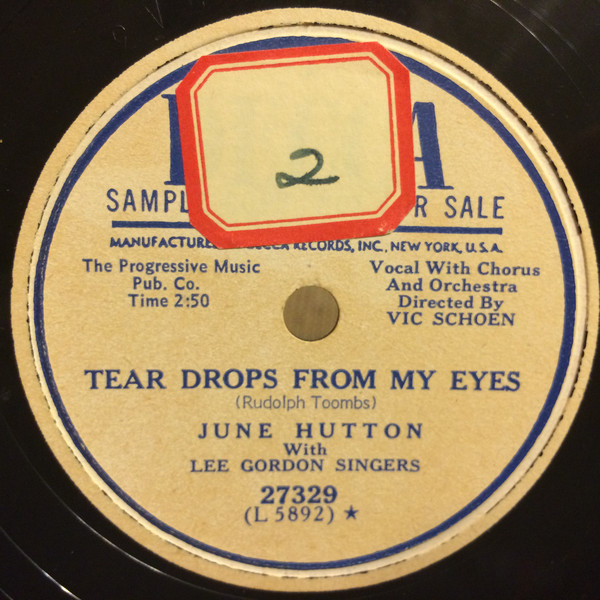 2
SAMPL R SALE
MANUFACTURE DECCA RECORDS, INC., NEW YORK, U.S.A.
The Progressive Music
Pub. Co.
Time 2:50
Vocal With Chorus
And Orchestra
Directed By
VIC SCHOEN
TEAR DROPS FROM MY EYES
(Rudolph Toombs)
JUNE HUTTON
With
LEE GORDON SINGERS
27329
(L 5892) ★